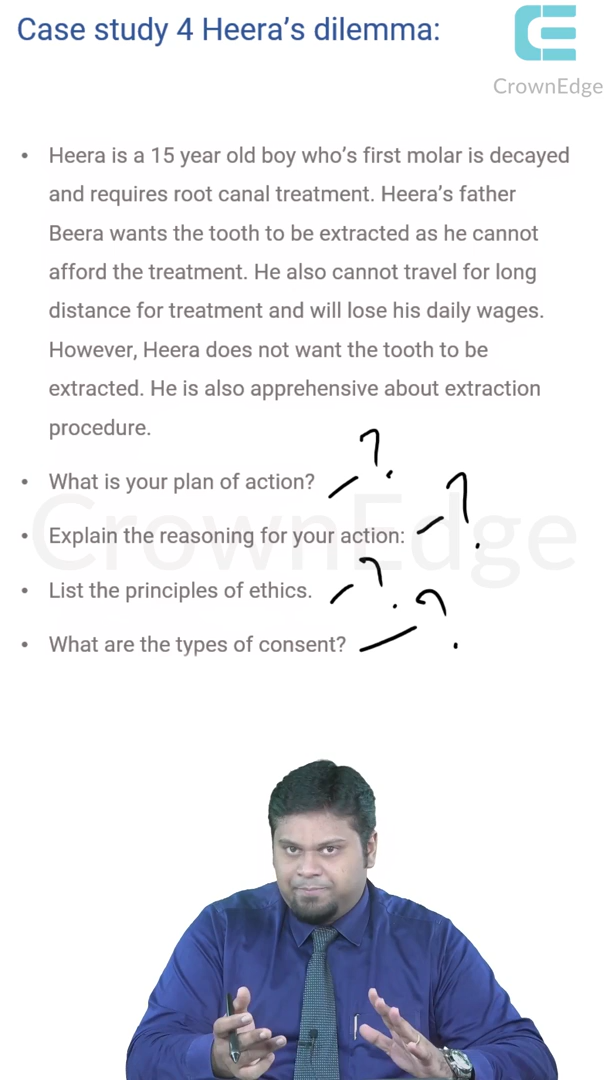 Case study 4 Heera's dilemma:
CrownEdge
• Heera is a 15 year old boy who's first molar is decayed
and requires root canal treatment. Heera's father
Beera wants the tooth to be extracted as he cannot
afford the treatment. He also cannot travel for long
distance for treatment and will lose his daily wages.
However, Heera does not want the tooth to be
extracted. He is also apprehensive about extraction
procedure.
• What is your plan of action? – ?
• Explain the reasoning for your action: – ?
• List the principles of ethics. – ?
• What are the types of consent? – ?
CrownEdge